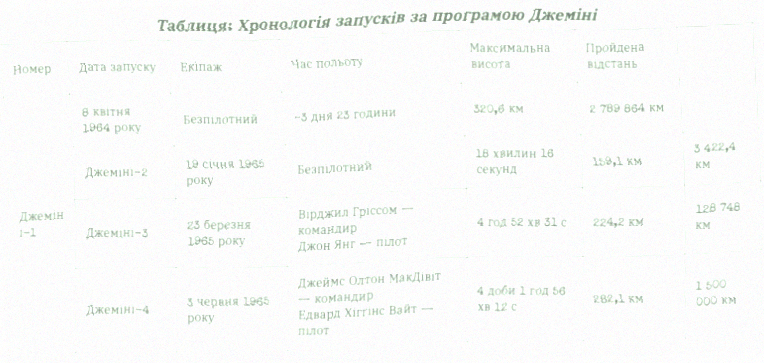 Таблиця: Хронологія запусків за програмою Джеміні
Номер Дата запуску Екіпаж Час польоту Максимальна висота Пройдена відстань
Джемін
і-1
8 квітня
1964 року
Безпілотний
~3 дня 23 години
320,6 км
2 789 864 км
Джеміні-2
19 січня 1965
року
Безпілотний
18 хвилин 16
секунд
159,1 км
3 422,4
км
Джеміні-3
23 березня
1965 року
Вірджил Гріссом —
командир
Джон Янг — пілот
4 год 52 хв 31 с
224,2 км
128 748
км
Джеміні-4
3 червня 1965
року
Джеймс Олтон МакДівіт
— командир
Едвард Хіггінс Вайт —
пілот
4 доби 1 год 56
хв 12 с
282,1 км
1 500
000 км